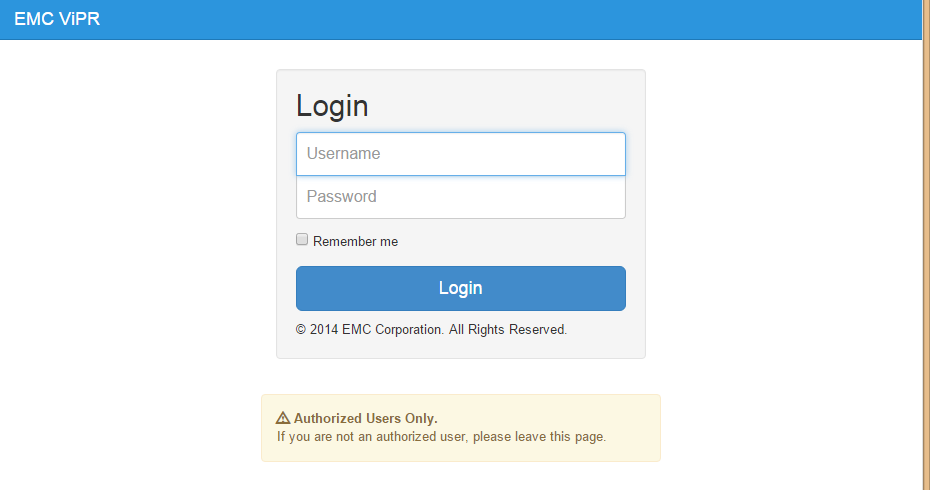 EMC ViPR
Login
Username
Password
Remember me
Login
© 2014 EMC Corporation. All Rights Reserved.
Authorized Users Only.
If you are not an authorized user, please leave this page.